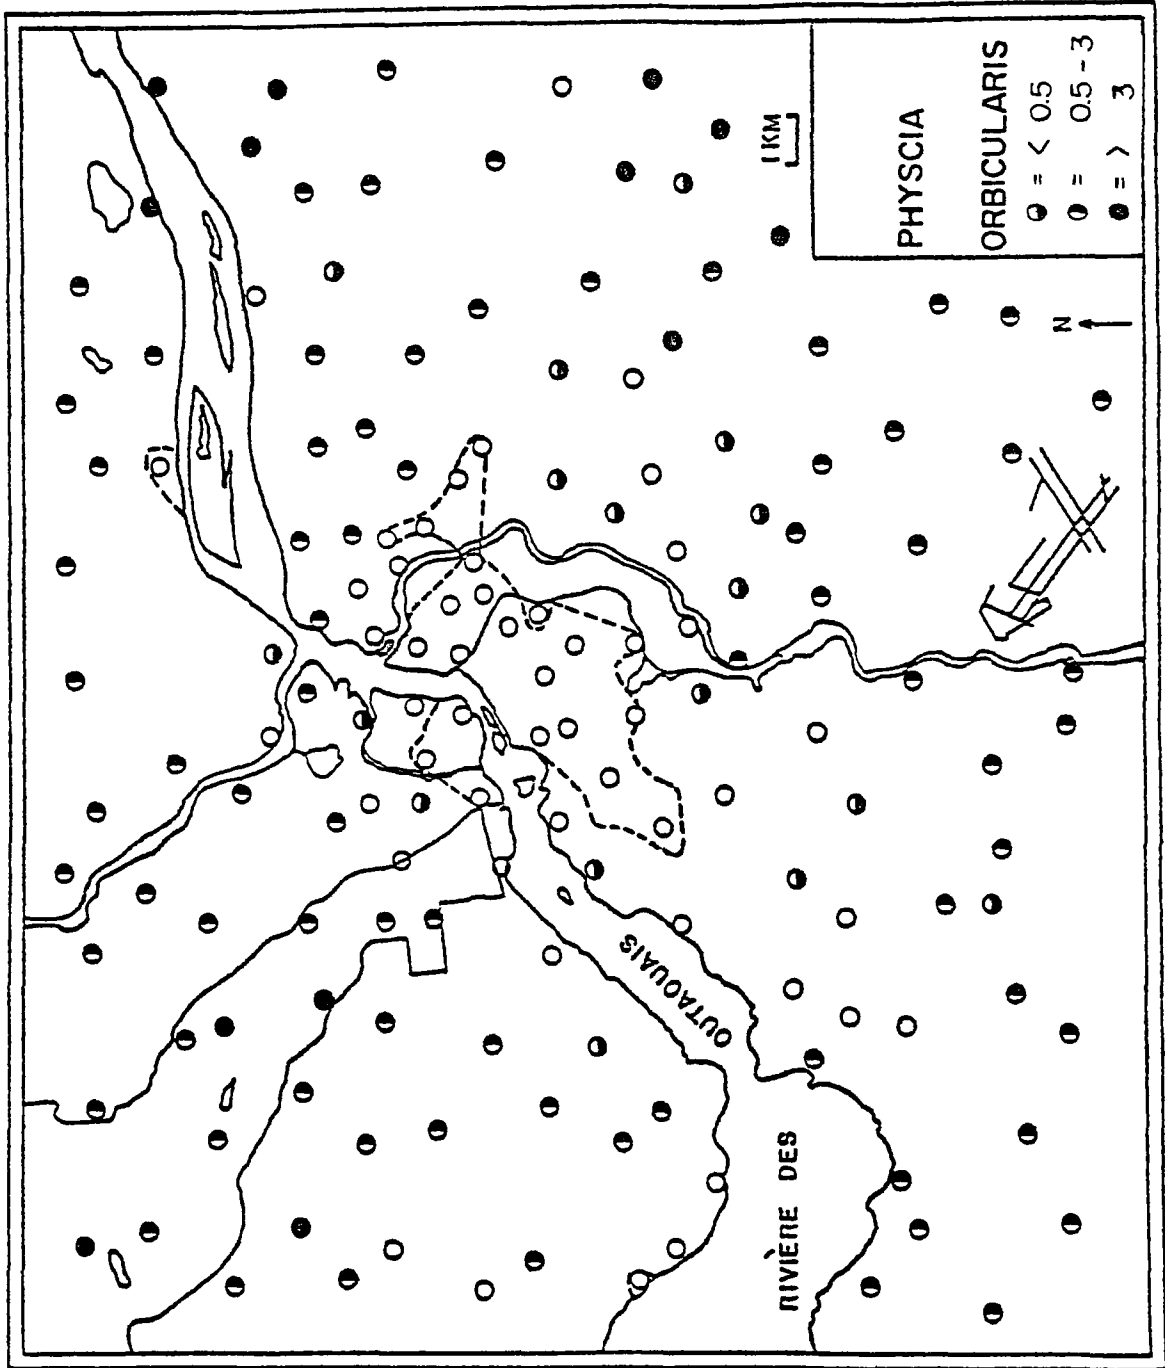 PHYSCIA
ORBICULARIS
= < 0.5
= 0.5-3
= > 3
1 KM
N
RIVIÈRE DES
OUTAOUAIS